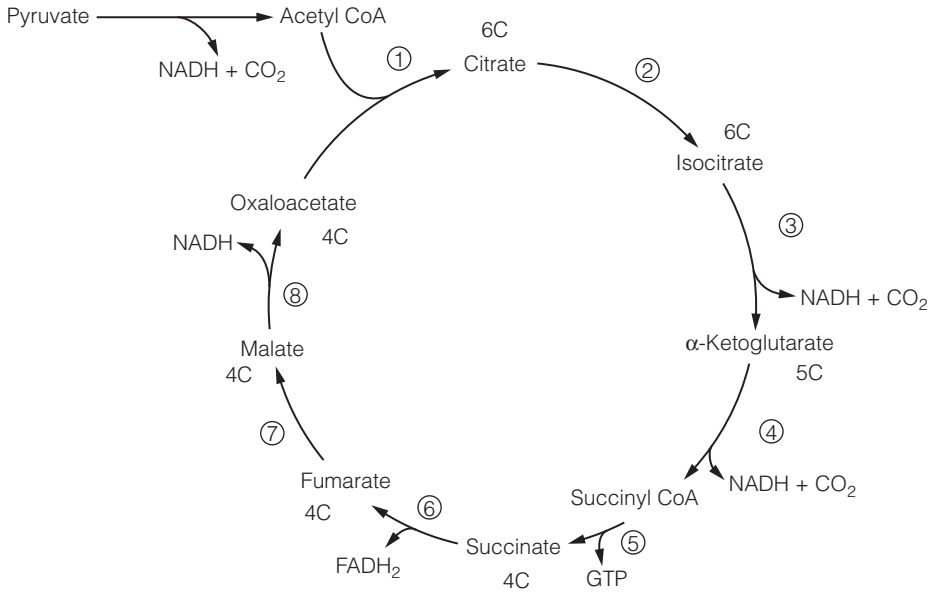 Pyruvate
Acetyl CoA
NADH + CO₂
①
6C
Citrate
②
6C
Isocitrate
③
NADH + CO₂
α-Ketoglutarate
5C
④
NADH + CO₂
Succinyl CoA
⑤
GTP
Succinate
4C
⑥
FADH₂
Fumarate
4C
⑦
Malate
4C
⑧
NADH
Oxaloacetate
4C